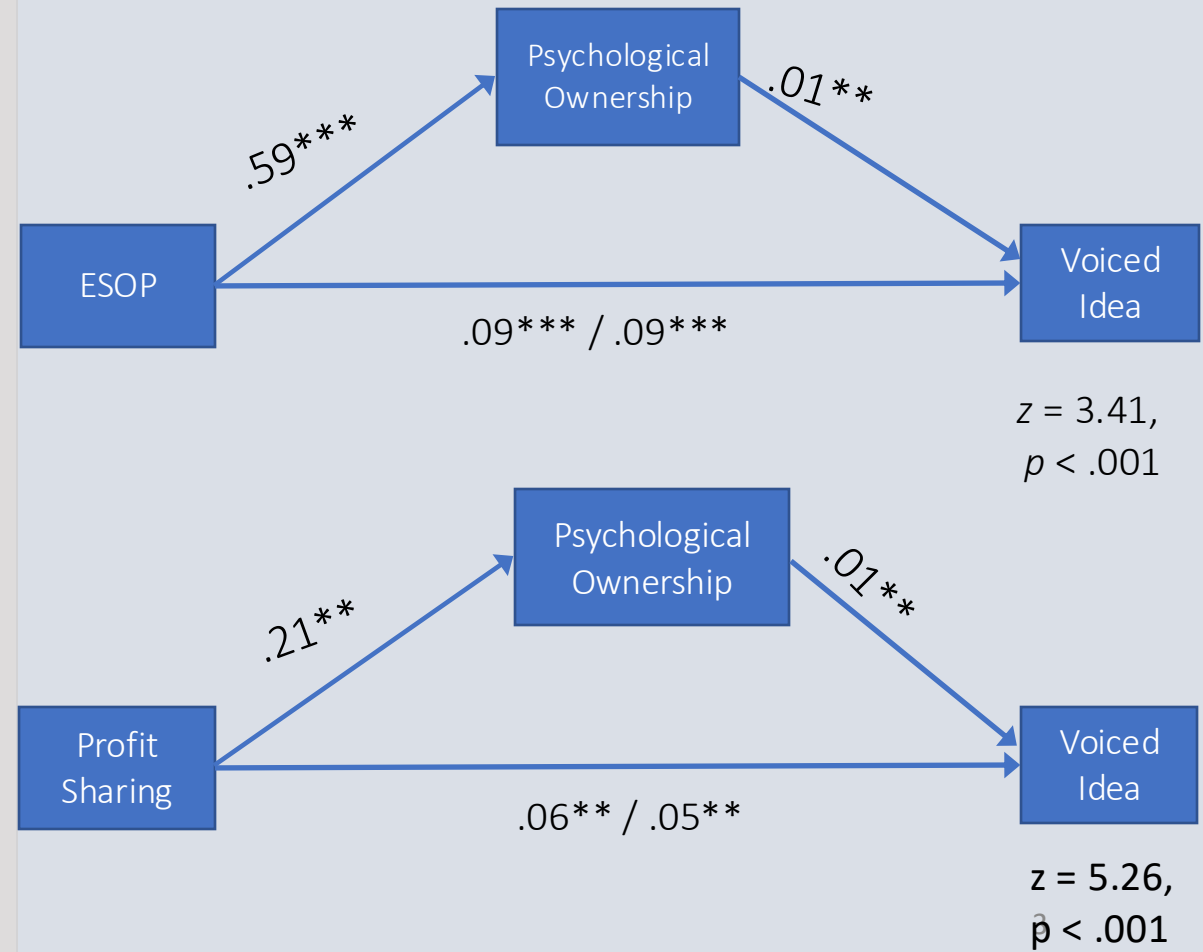 Psychological
Ownership
.01**
.59***
ESOP
Voiced
Idea
.09*** / .09***
z = 3.41,
p < .001
Psychological
Ownership
.01**
.21**
Profit
Sharing
Voiced
Idea
.06** / .05**
z = 5.26,
p < .001
3